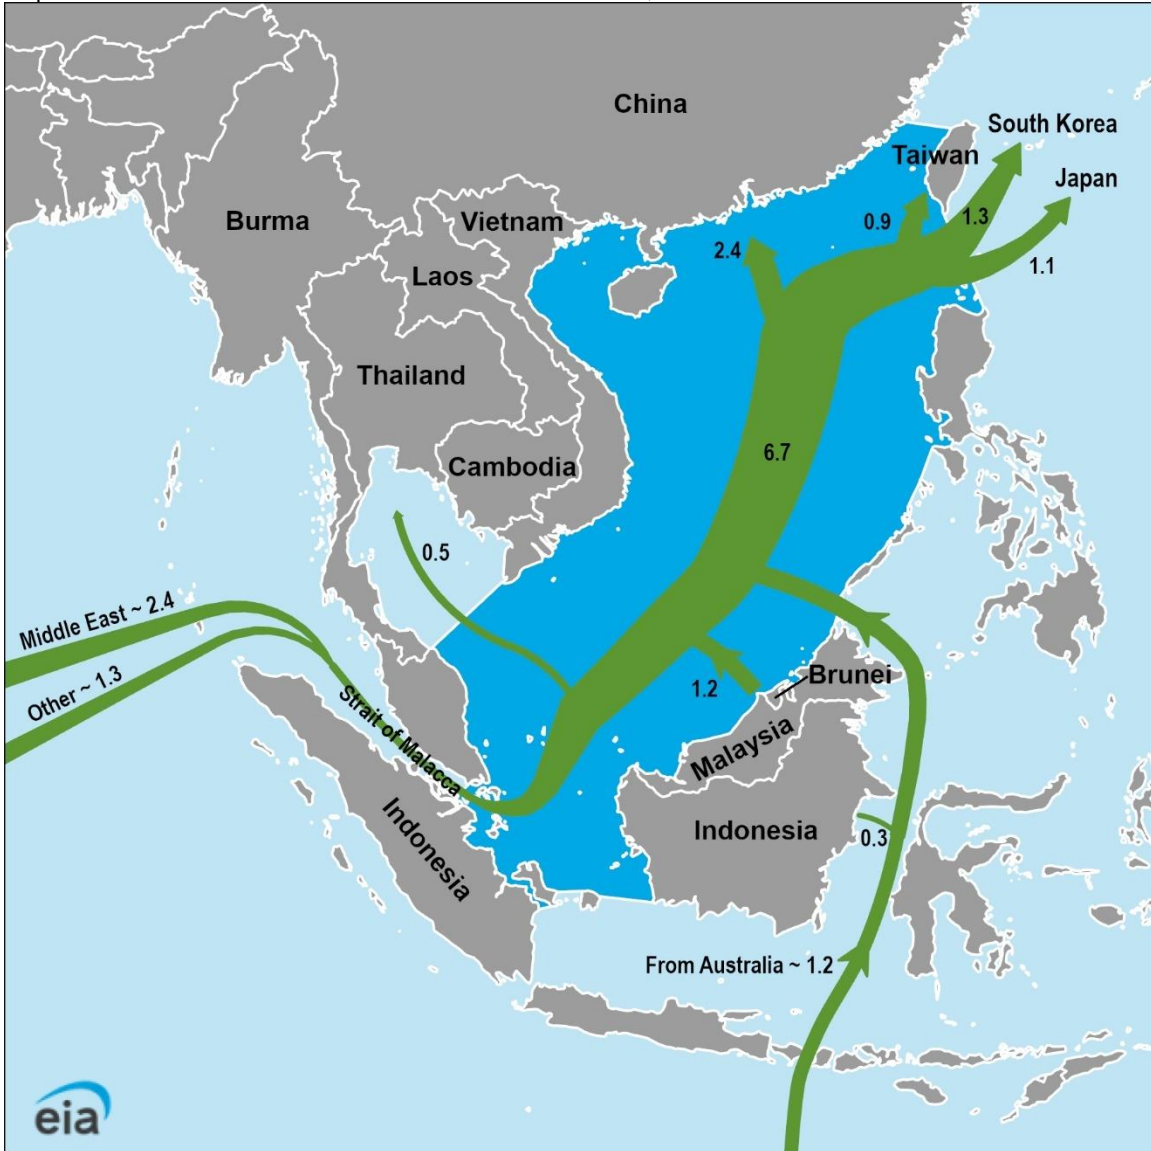 China
South Korea
Taiwan
Japan
Burma
Vietnam
0.9
1.3
2.4
1.1
Laos
Thailand
6.7
Cambodia
0.5
Middle East ~ 2.4
Other ~ 1.3
Strait of Malacca
1.2
Brunei
Malaysia
Indonesia
Indonesia
0.3
From Australia ~ 1.2
eia